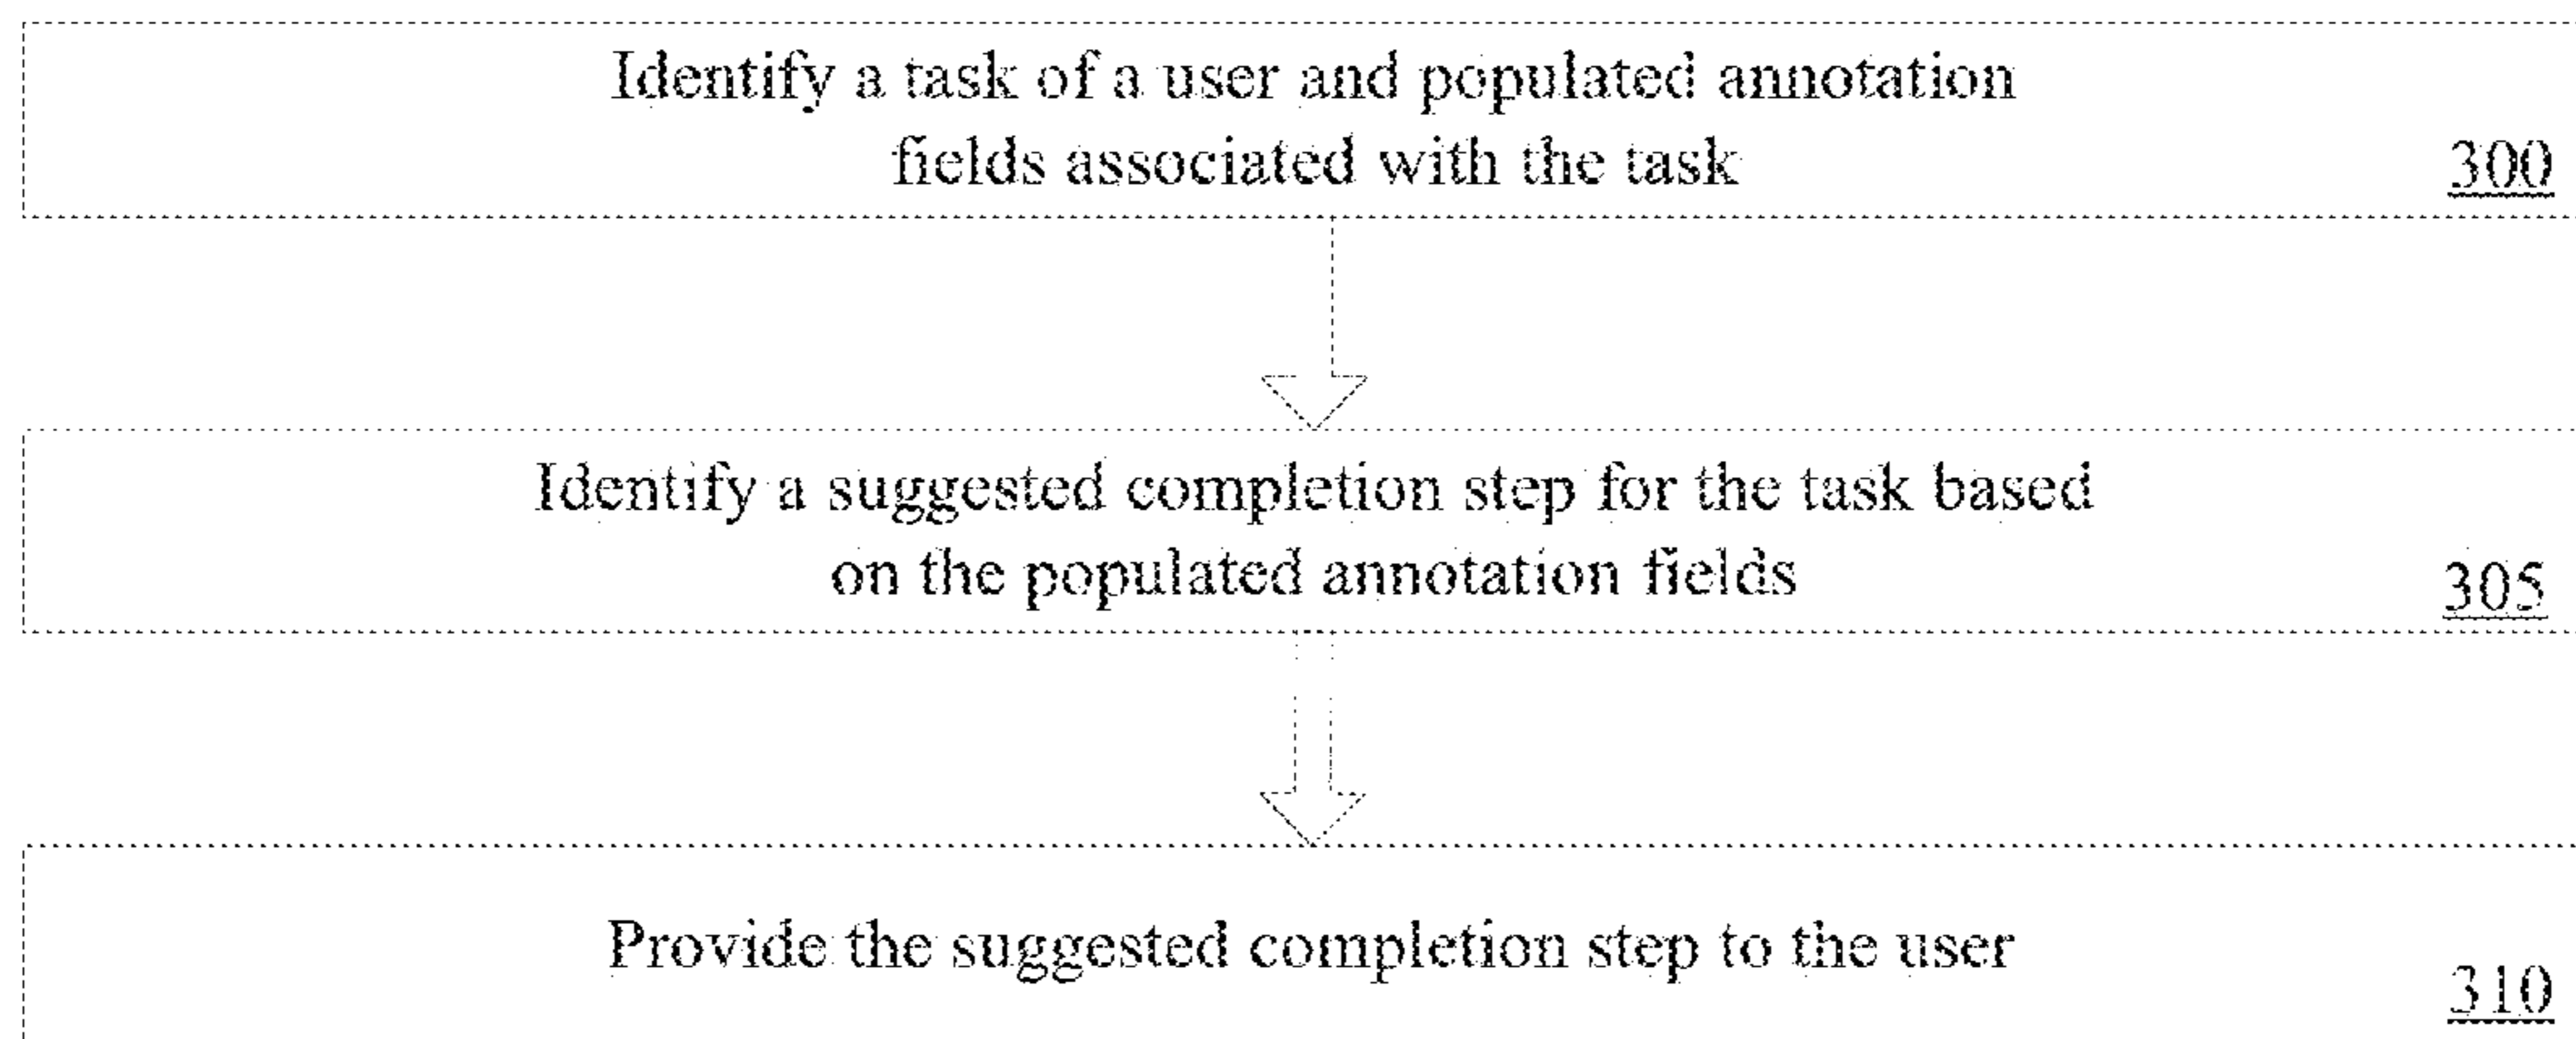 Identify a task of a user and populated annotation
fields associated with the task
300
Identify a suggested completion step for the task based
on the populated annotation fields
305
Provide the suggested completion step to the user
310